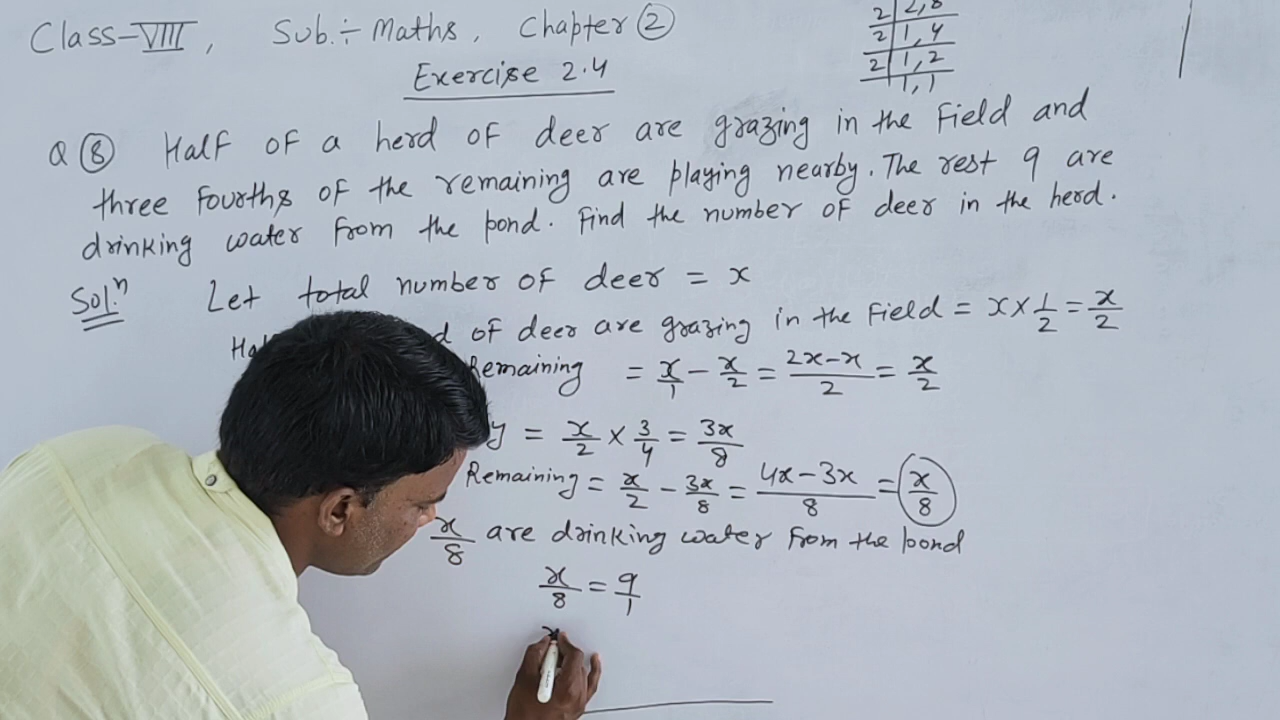 Class-VIII, Sub.÷ Maths, Chapter ②
2 | 2, 8
2 | 1, 4
2 | 1, 2
1, 1
Exercise 2.4
Q ⑧ Half of a herd of deer are grazing in the Field and
three Fourths of the remaining are playing nearby. The rest 9 are
drinking water from the pond. Find the number of deer in the herd.
Sol.ⁿ Let total number of deer = x
of deer are grazing in the Field = x × 1/2 = x/2
Remaining = x/1 - x/2 = 2x-x/2 = x/2
= x/2 × 3/4 = 3x/8
Remaining = x/2 - 3x/8 = 4x-3x/8 = x/8
x/8 are drinking water from the pond
x/8 = 9/1